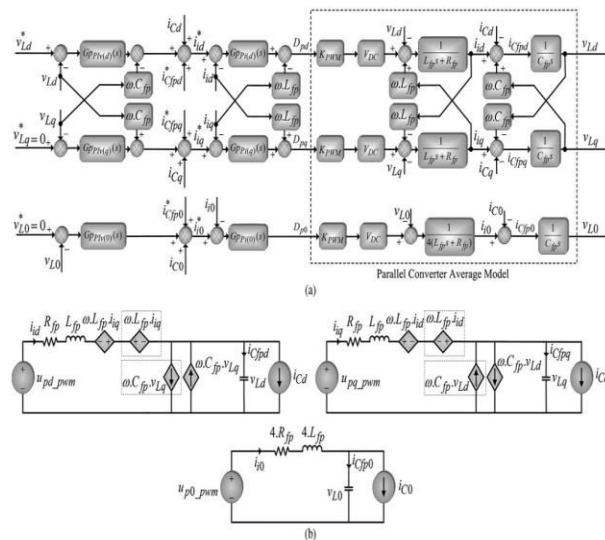 v*Ld + Gp PIv(d)(s) iCd i*Cfpd i*id iid Gp Pi(d)(s) Dpd KPWM VDC vLd 1/(Lfp s+Rfp) iid iCd iCfpd 1/(Cfp s) vLd
vLd ω.Cfp ω.Lfp ω.Lfp ω.Cfp
vLq ω.Cfp ω.Lfp ω.Lfp ω.Cfp
v*Lq=0 + Gp PIv(q)(s) i*Cfpq i*iq iiq iCq Gp Pi(q)(s) Dpq KPWM VDC vLq 1/(Lfp s+Rfp) iiq iCq iCfpq 1/(Cfp s) vLq
v*L0=0 + Gp PIv(0)(s) vL0 i*Cfp0 i*i0 ii0 iC0 Gp Pi(0)(s) Dp0 KPWM VDC vL0 1/(4(Lfp s+Rfp)) ii0 iC0 iCfp0 1/(Cfp s) vL0
Parallel Converter Average Model
(a)
iid Rfp Lfp ω.Lfp.iiq ω.Lfp.iiq
upd_pwm ω.Cfp.vLq ω.Cfp.vLq iCfpd vLd iCd
iiq Rfp Lfp ω.Lfp.iid ω.Lfp.iid
upq_pwm ω.Cfp.vLd ω.Cfp.vLd iCfpq vLq
ii0 4.Rfp 4.Lfp
up0_pwm iCfp0 vL0 iC0
(b)